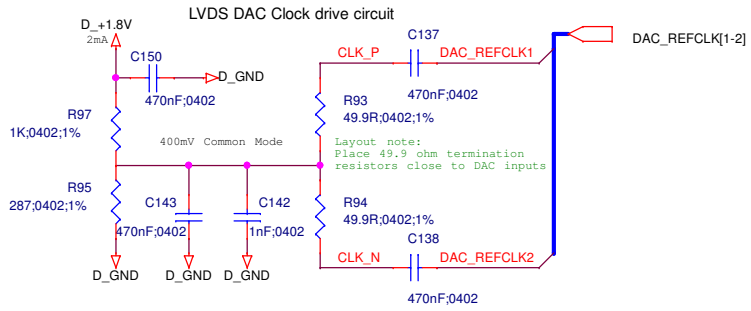 LVDS DAC Clock drive circuit
D_+1.8V
2mA
C150
D_GND
470nF;0402
R97
1K;0402;1%
400mV Common Mode
R95
287;0402;1%
C143
470nF;0402
C142
1nF;0402
D_GND
D_GND
D_GND
CLK_P
C137
DAC_REFCLK1
470nF;0402
R93
49.9R;0402;1%
Layout note:
Place 49.9 ohm termination
resistors close to DAC inputs
R94
49.9R;0402;1%
C138
CLK_N
DAC_REFCLK2
470nF;0402
DAC_REFCLK[1-2]